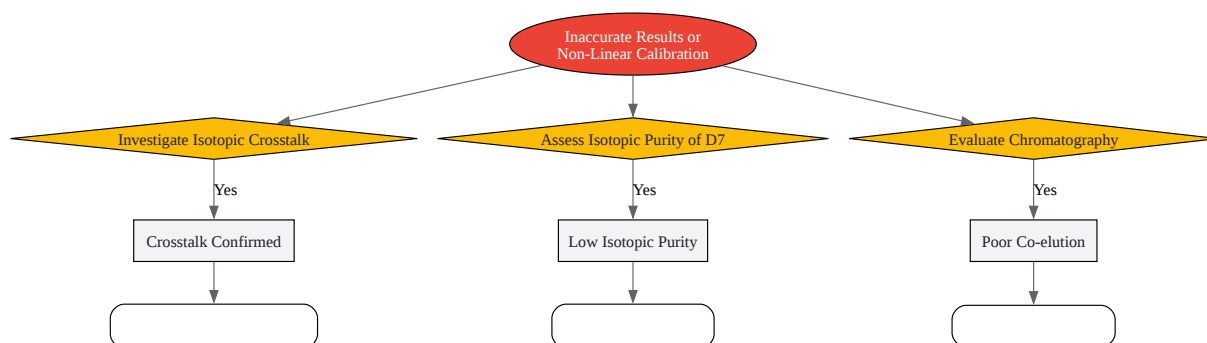 Inaccurate Results or
Non-Linear Calibration
Investigate Isotopic Crosstalk
Assess Isotopic Purity of D7
Evaluate Chromatography
Yes
Yes
Yes
Crosstalk Confirmed
Low Isotopic Purity
Poor Co-elution